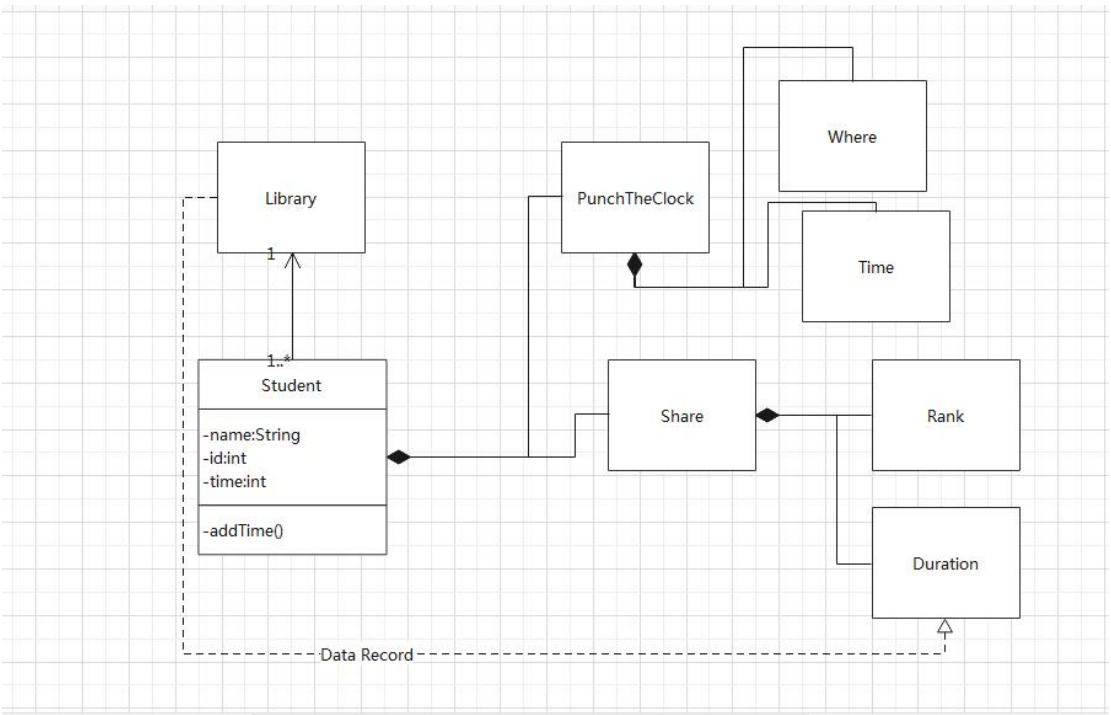 Where
Library
PunchTheClock
1
Time
1..*
Student
Share
Rank
-name:String
-id:int
-time:int
-addTime()
Duration
Data Record